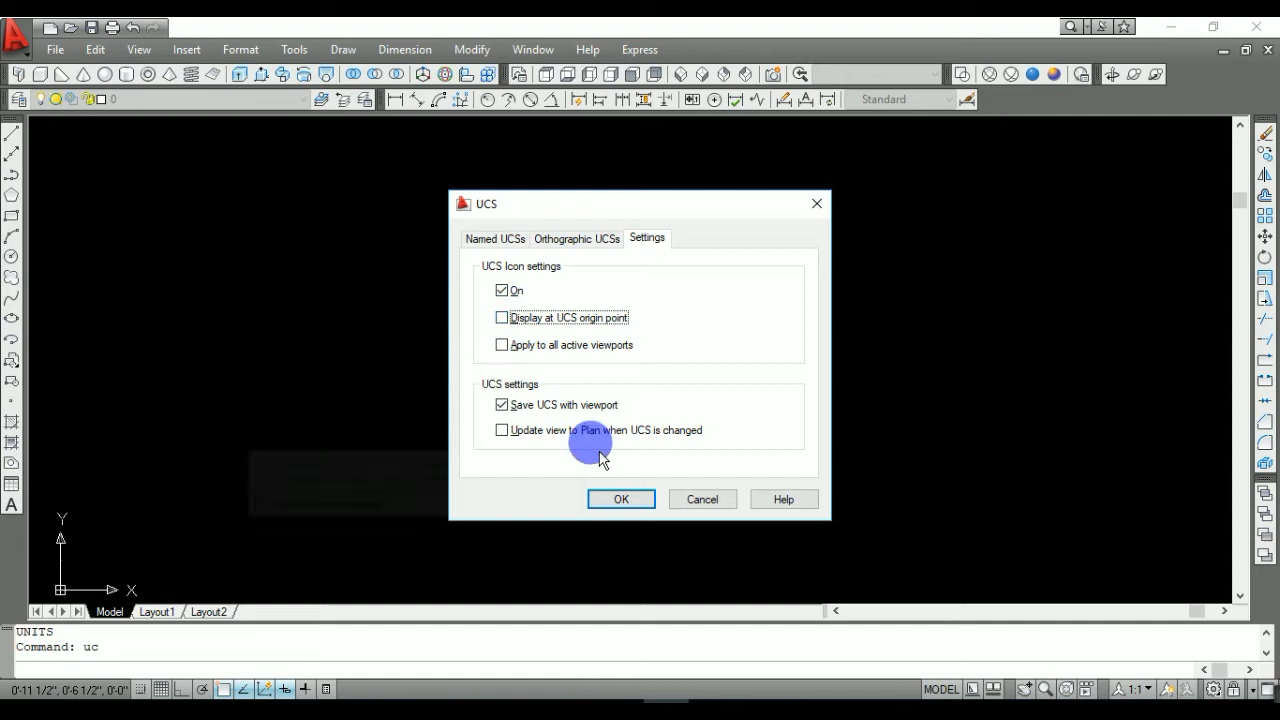 File Edit View Insert Format Tools Draw Dimension Modify Window Help Express
0
Standard
UCS
Named UCSs Orthographic UCSs Settings
UCS Icon settings
On
Display at UCS origin point
Apply to all active viewports
UCS settings
Save UCS with viewport
Update view to Plan when UCS is changed
OK Cancel Help
Y
X
Model Layout1 Layout2
UNITS
Command: uc
0'-11 1/2", 0'-6 1/2", 0'-0" MODEL 1:1